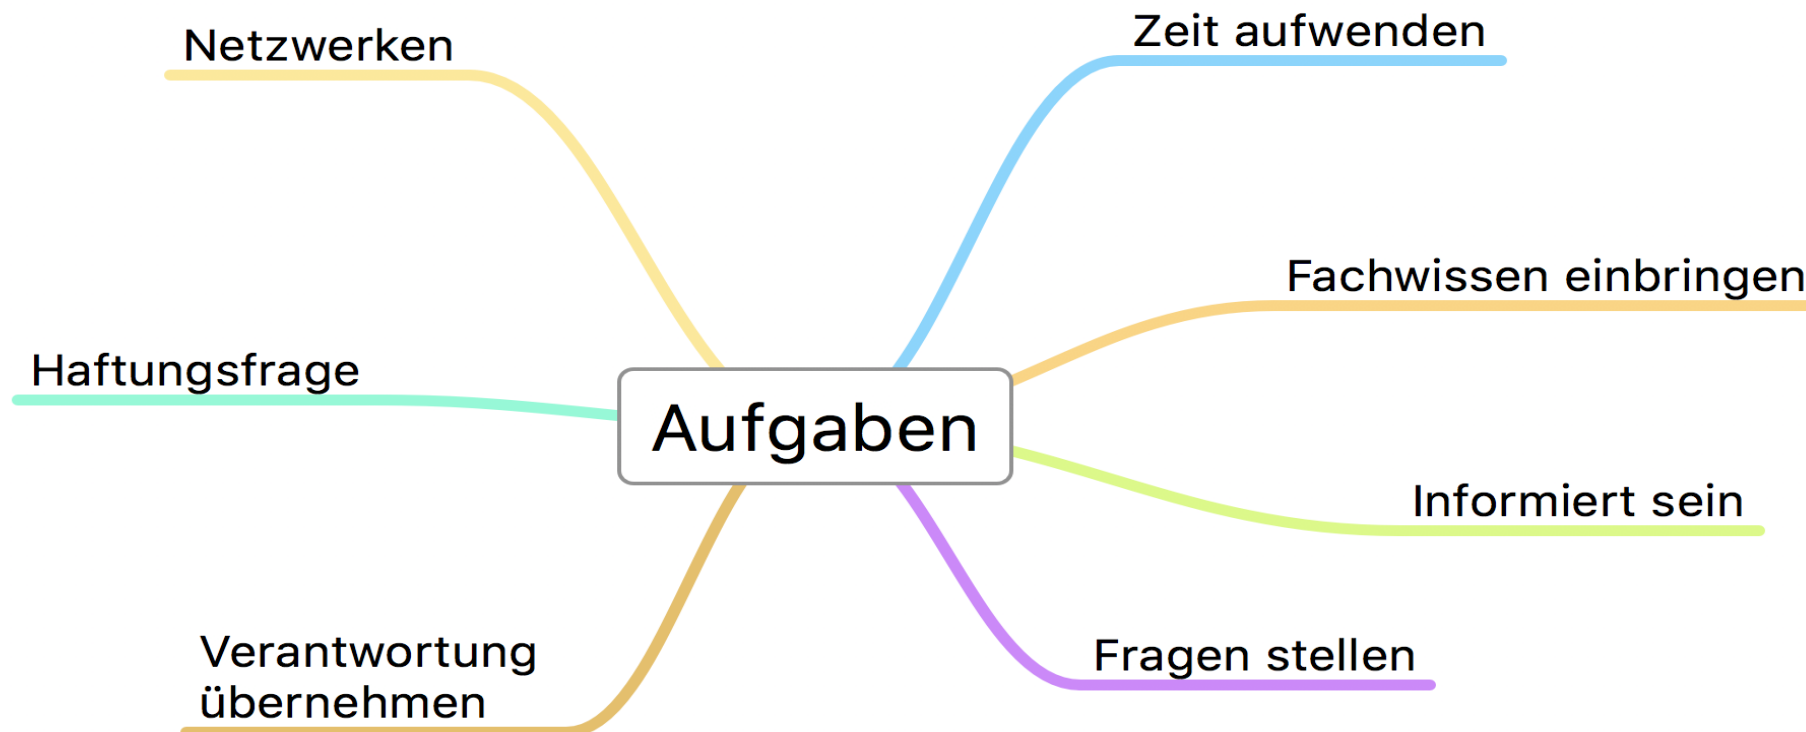 Netzwerken
Zeit aufwenden
Fachwissen einbringen
Haftungsfrage
Aufgaben
Informiert sein
Verantwortung
übernehmen
Fragen stellen